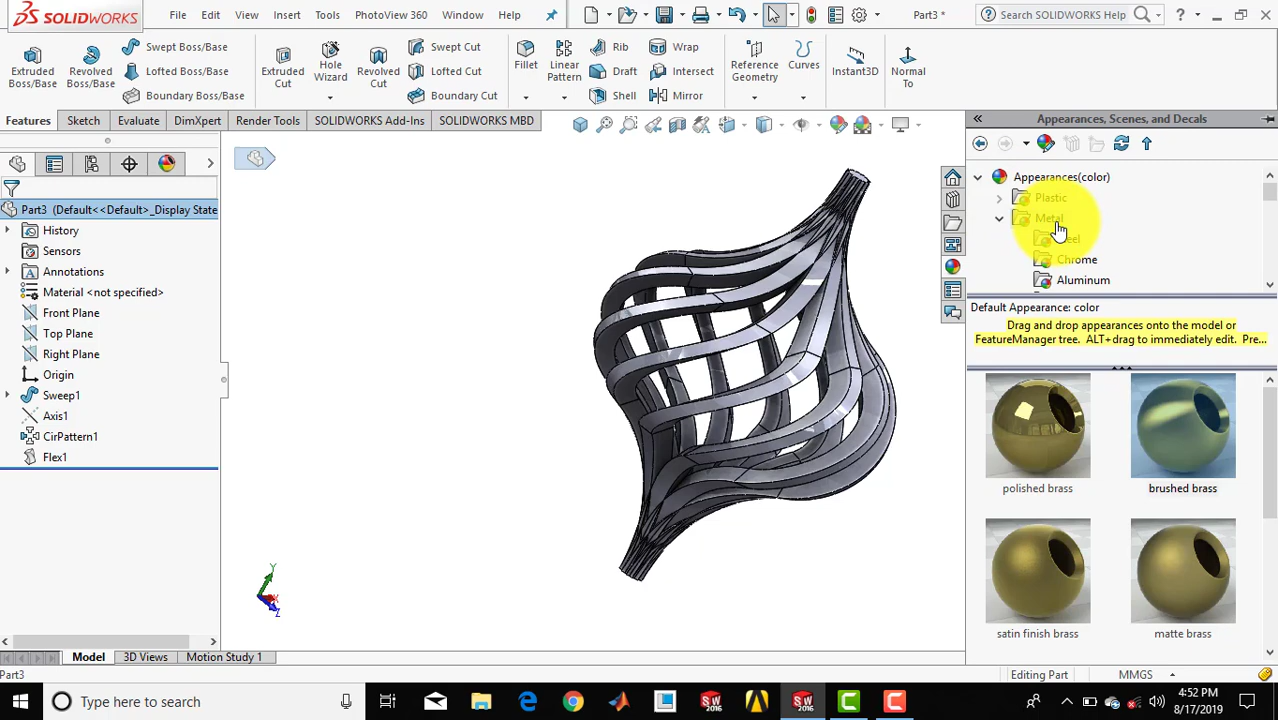 SOLIDWORKS
File Edit View Insert Tools PhotoView 360 Window Help
Part3 *
Search SOLIDWORKS Help
?
Extruded Boss/Base
Revolved Boss/Base
Swept Boss/Base
Lofted Boss/Base
Boundary Boss/Base
Extruded Cut
Hole Wizard
Revolved Cut
Swept Cut
Lofted Cut
Boundary Cut
Fillet
Linear Pattern
Rib
Draft
Shell
Wrap
Intersect
Mirror
Reference Geometry
Curves
Instant3D
Normal To
Features Sketch Evaluate DimXpert Render Tools SOLIDWORKS Add-Ins SOLIDWORKS MBD
Appearances, Scenes, and Decals
Part3 (Default<<Default>_Display State
History
Sensors
Annotations
Material <not specified>
Front Plane
Top Plane
Right Plane
Origin
Sweep1
Axis1
CirPattern1
Flex1
Y
X
Z
Appearances(color)
Plastic
Metal
Chrome
Aluminum
Default Appearance: color
Drag and drop appearances onto the model or
FeatureManager tree. ALT+drag to immediately edit. Pre...
polished brass
brushed brass
satin finish brass
matte brass
Model 3D Views Motion Study 1
Part3
Editing Part
MMGS
Type here to search
SW
2016
SW
2016
4:52 PM
8/17/2019